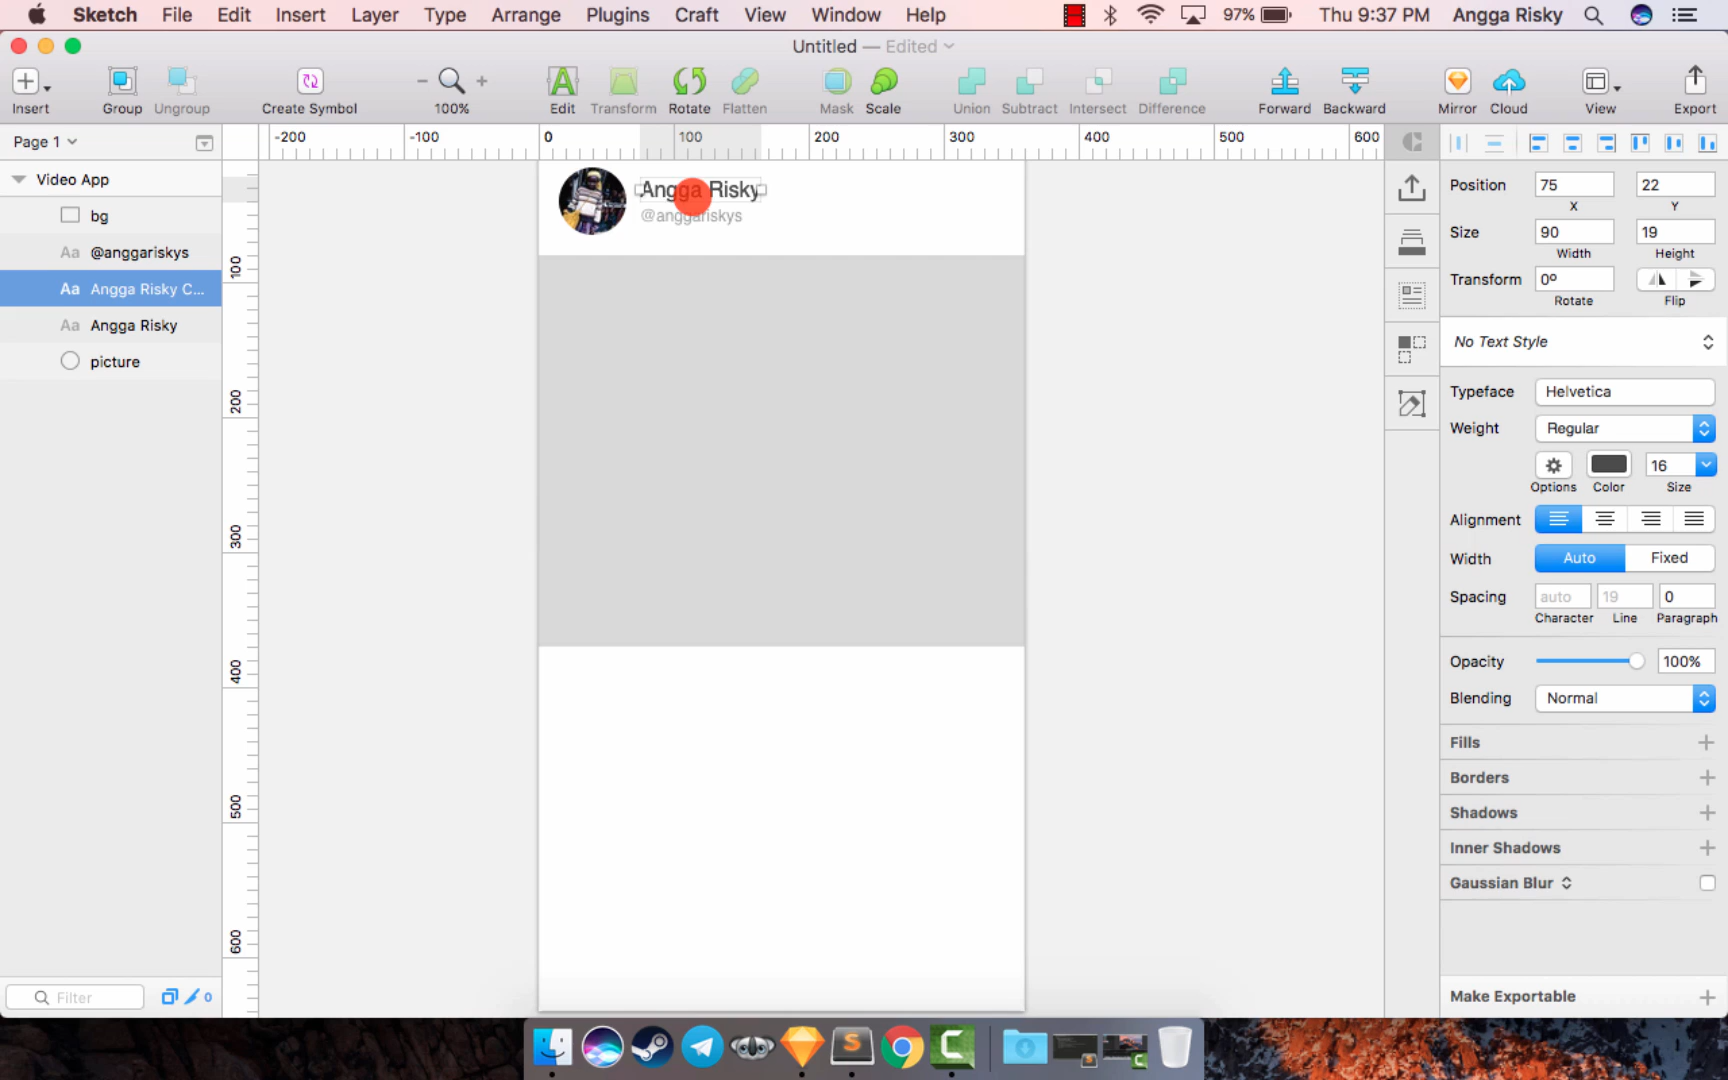 Sketch File Edit Insert Layer Type Arrange Plugins Craft View Window Help 97% Thu 9:37 PM Angga Risky
Untitled — Edited
Insert Group Ungroup Create Symbol 100% Edit Transform Rotate Flatten Mask Scale Union Subtract Intersect Difference Forward Backward Mirror Cloud View Export
Page 1
-200 -100 0 100 200 300 400 500 600
Video App
bg
Aa @anggariskys
Aa Angga Risky C...
Aa Angga Risky
picture
Filter 0
100
200
300
400
500
600
Angga Risky
@anggariskys
Position 75 22
X Y
Size 90 19
Width Height
Transform 0º
Rotate Flip
No Text Style
Typeface Helvetica
Weight Regular
16
Options Color Size
Alignment
Width Auto Fixed
Spacing auto 19 0
Character Line Paragraph
Opacity 100%
Blending Normal
Fills
Borders
Shadows
Inner Shadows
Gaussian Blur
Make Exportable